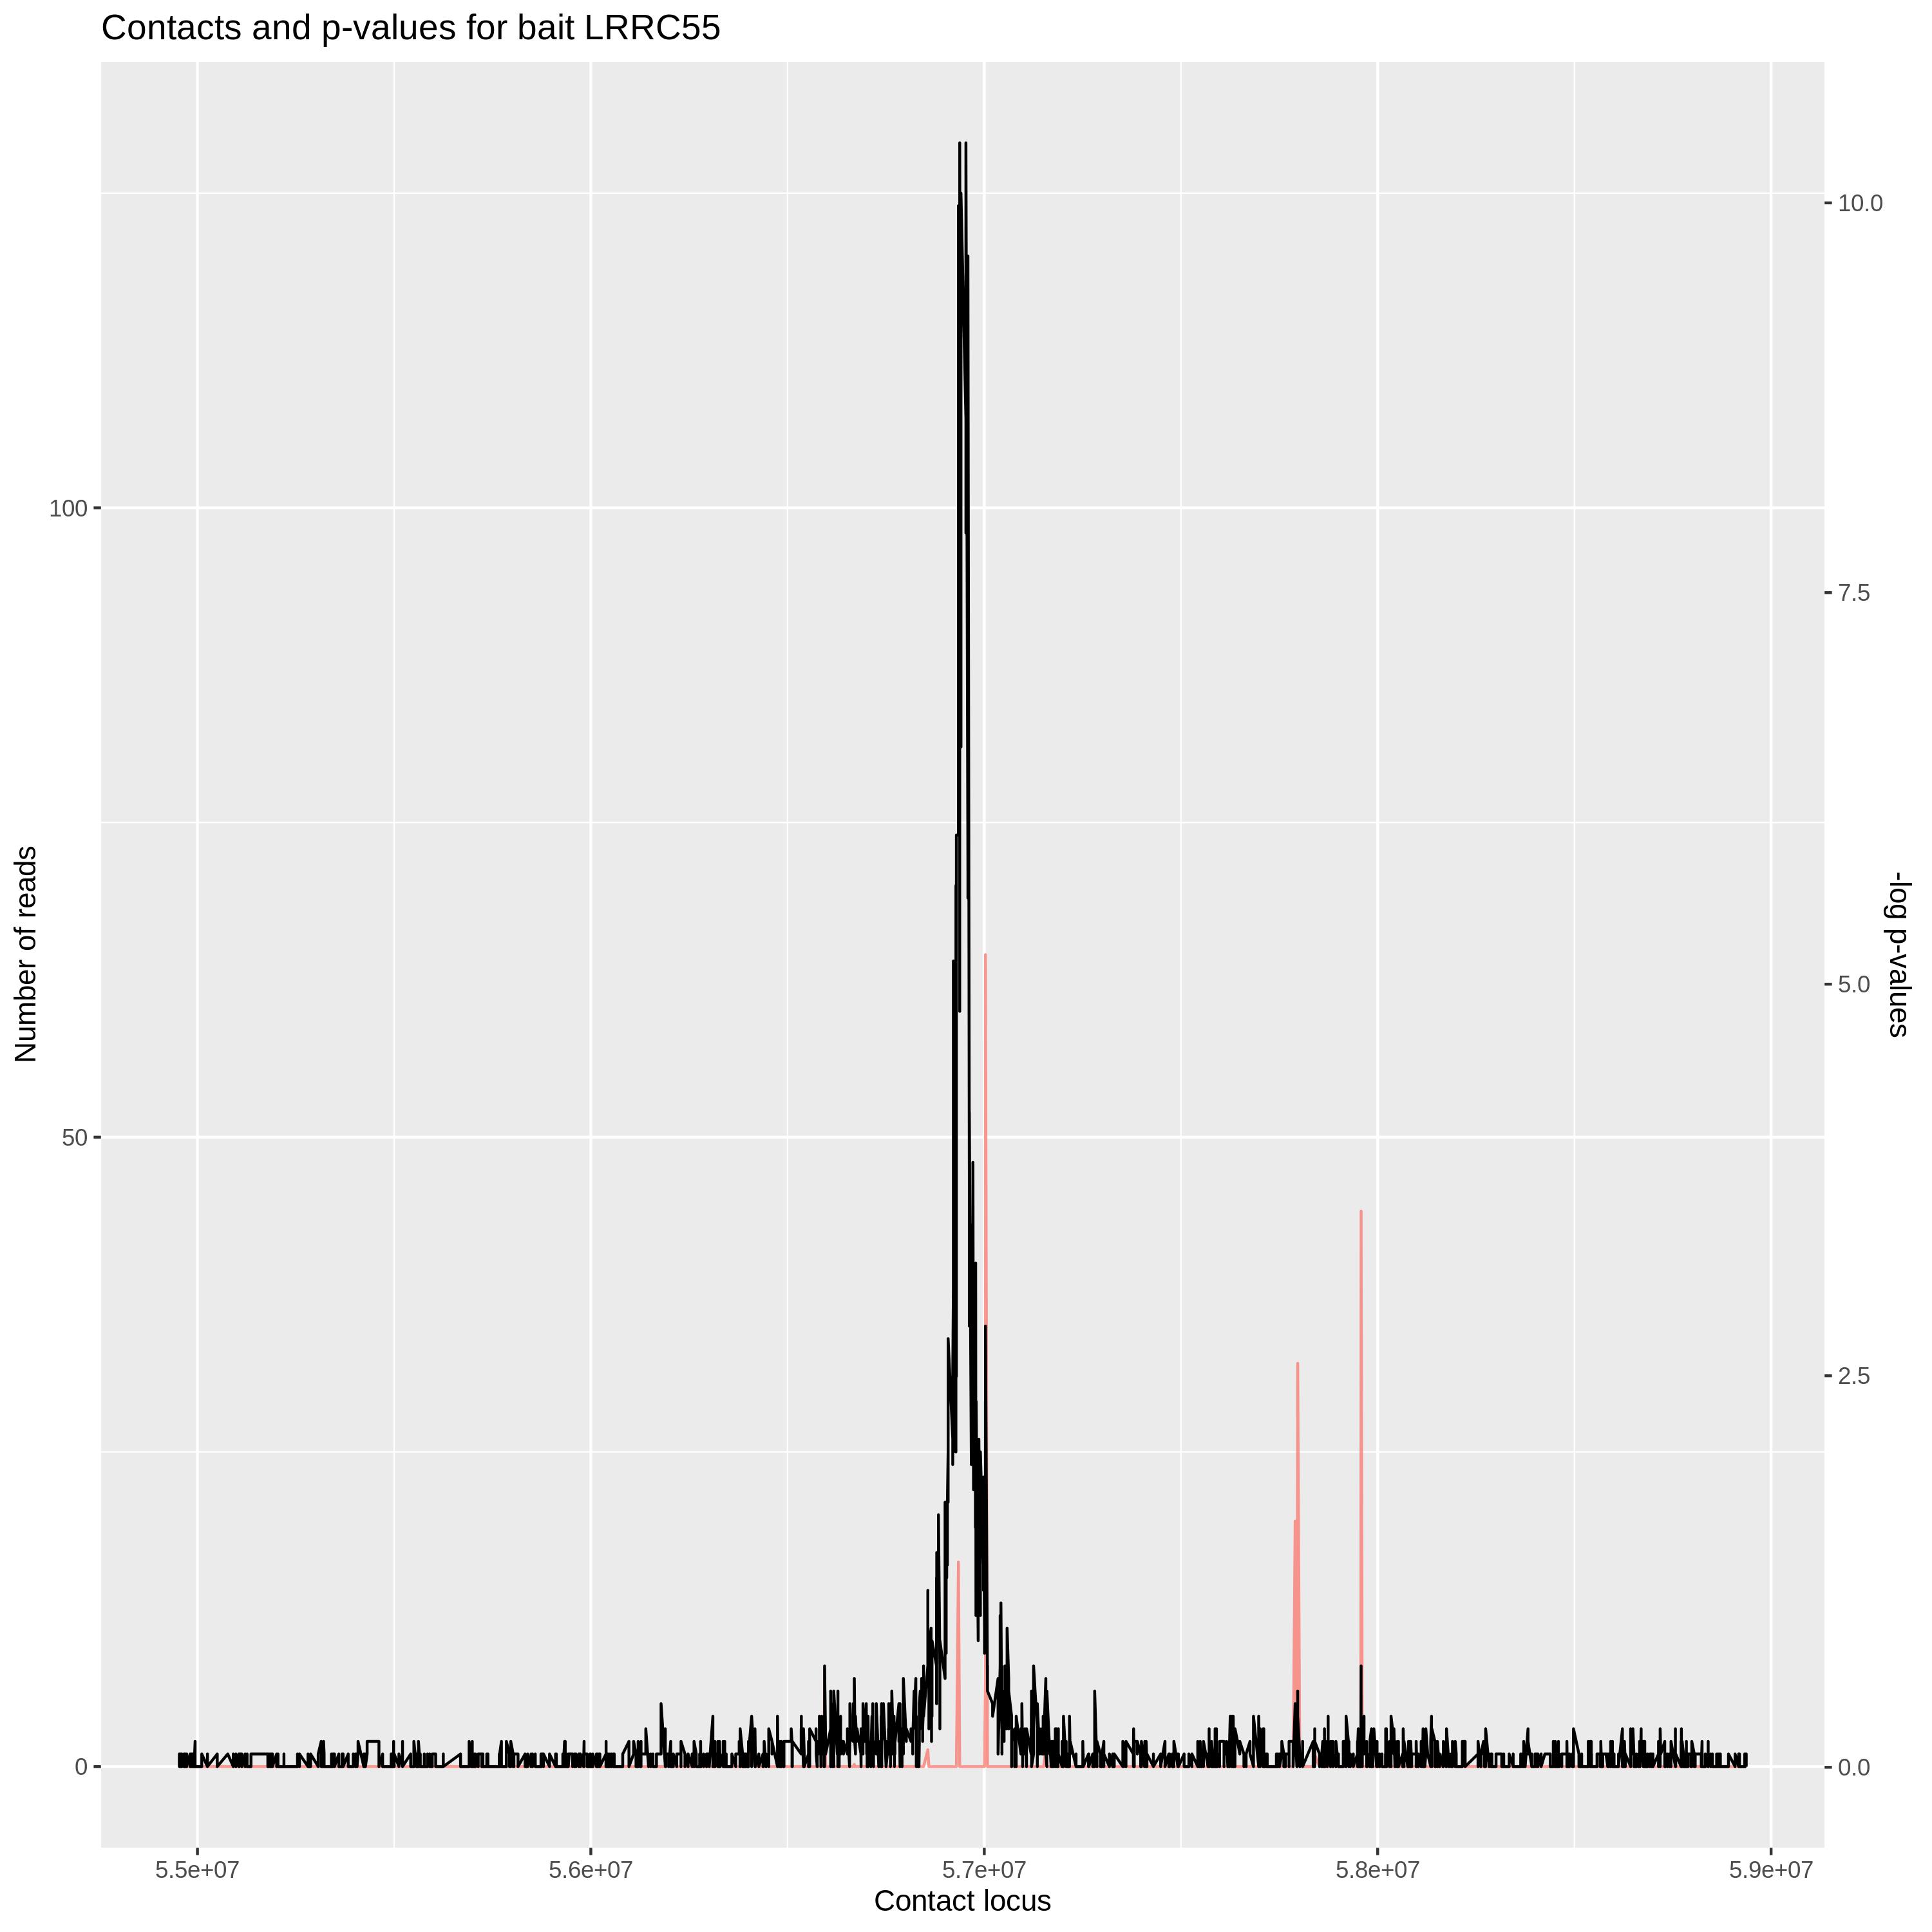 Contacts and p-values for bait LRRC55
Number of reads
100
50
0
10.0
7.5
5.0
2.5
0.0
-log p-values
5.5e+07 5.6e+07 5.7e+07 5.8e+07 5.9e+07
Contact locus